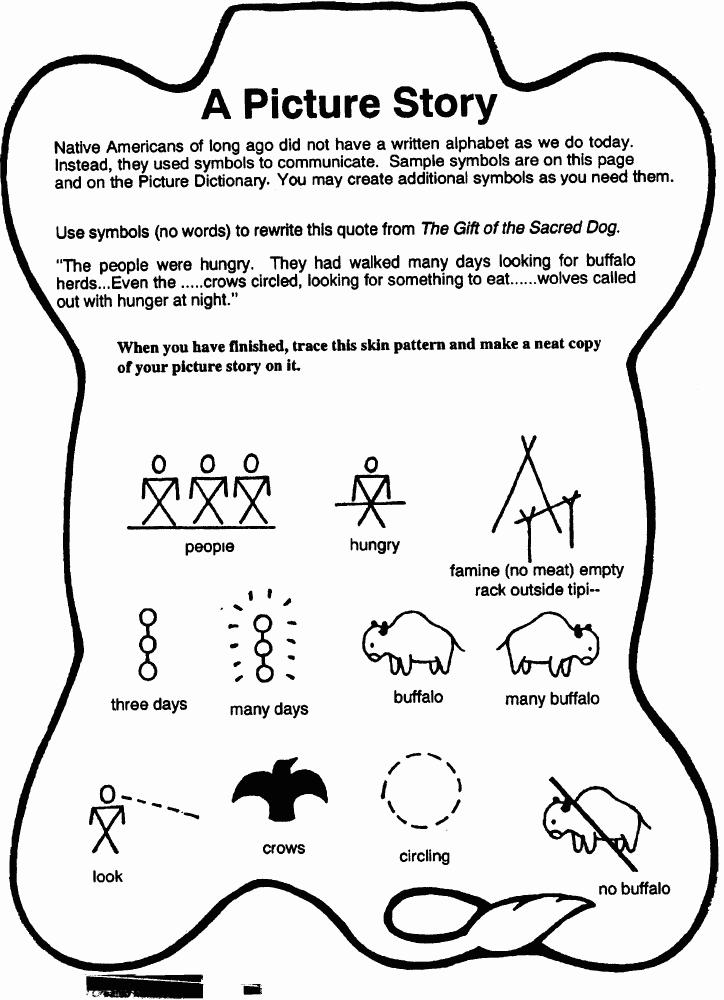 A Picture Story
Native Americans of long ago did not have a written alphabet as we do today.
Instead, they used symbols to communicate. Sample symbols are on this page
and on the Picture Dictionary. You may create additional symbols as you need them.
Use symbols (no words) to rewrite this quote from The Gift of the Sacred Dog.
"The people were hungry. They had walked many days looking for buffalo
herds...Even the .....crows circled, looking for something to eat......wolves called
out with hunger at night."
When you have finished, trace this skin pattern and make a neat copy
of your picture story on it.
people
hungry
famine (no meat) empty
rack outside tipi--
three days
many days
buffalo
many buffalo
look
crows
circling
no buffalo